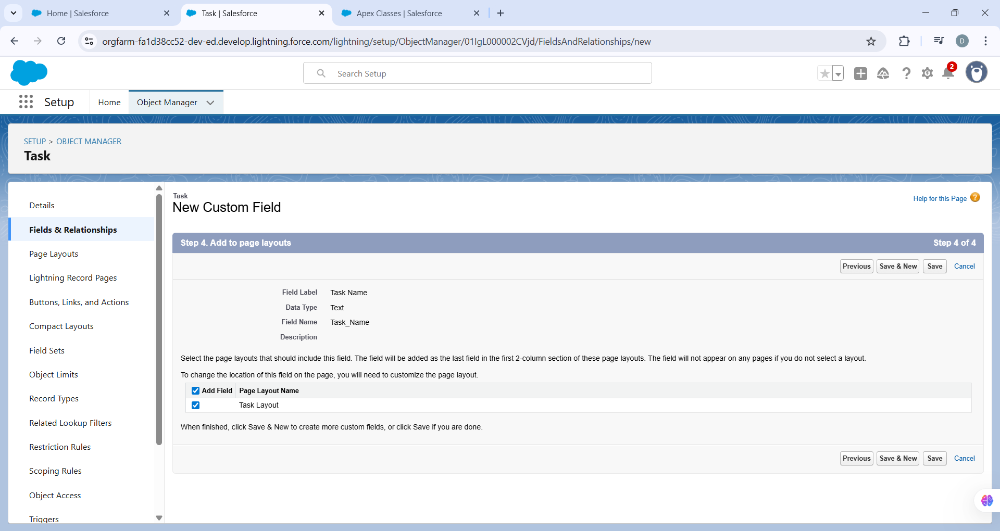 Home | Salesforce
Task | Salesforce
Apex Classes | Salesforce
orgfarm-fa1d38cc52-dev-ed.develop.lightning.force.com/lightning/setup/ObjectManager/01IgL000002CVjd/FieldsAndRelationships/new
D
Search Setup
2
Setup
Home
Object Manager
SETUP > OBJECT MANAGER
Task
Details
Fields & Relationships
Page Layouts
Lightning Record Pages
Buttons, Links, and Actions
Compact Layouts
Field Sets
Object Limits
Record Types
Related Lookup Filters
Restriction Rules
Scoping Rules
Object Access
Triggers
Task
New Custom Field
Help for this Page ?
Step 4. Add to page layouts
Step 4 of 4
Previous Save & New Save Cancel
Field Label Task Name
Data Type Text
Field Name Task_Name
Description
Select the page layouts that should include this field. The field will be added as the last field in the first 2-column section of these page layouts. The field will not appear on any pages if you do not select a layout.
To change the location of this field on the page, you will need to customize the page layout.
Add Field Page Layout Name
Task Layout
When finished, click Save & New to create more custom fields, or click Save if you are done.
Previous Save & New Save Cancel